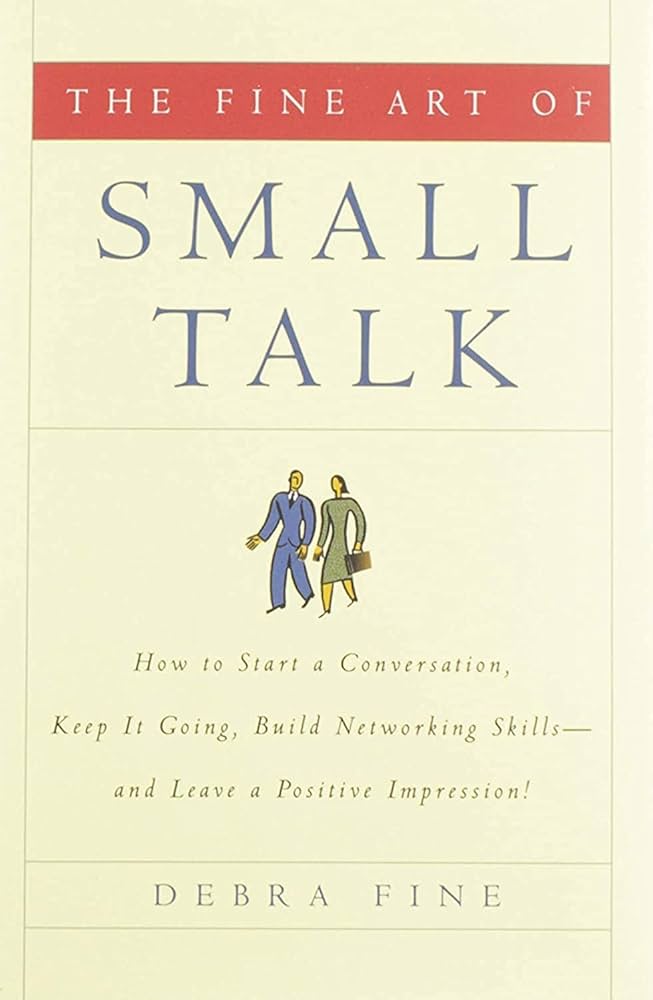 THE FINE ART OF
SMALL
TALK
How to Start a Conversation,
Keep It Going, Build Networking Skills—
and Leave a Positive Impression!
DEBRA FINE